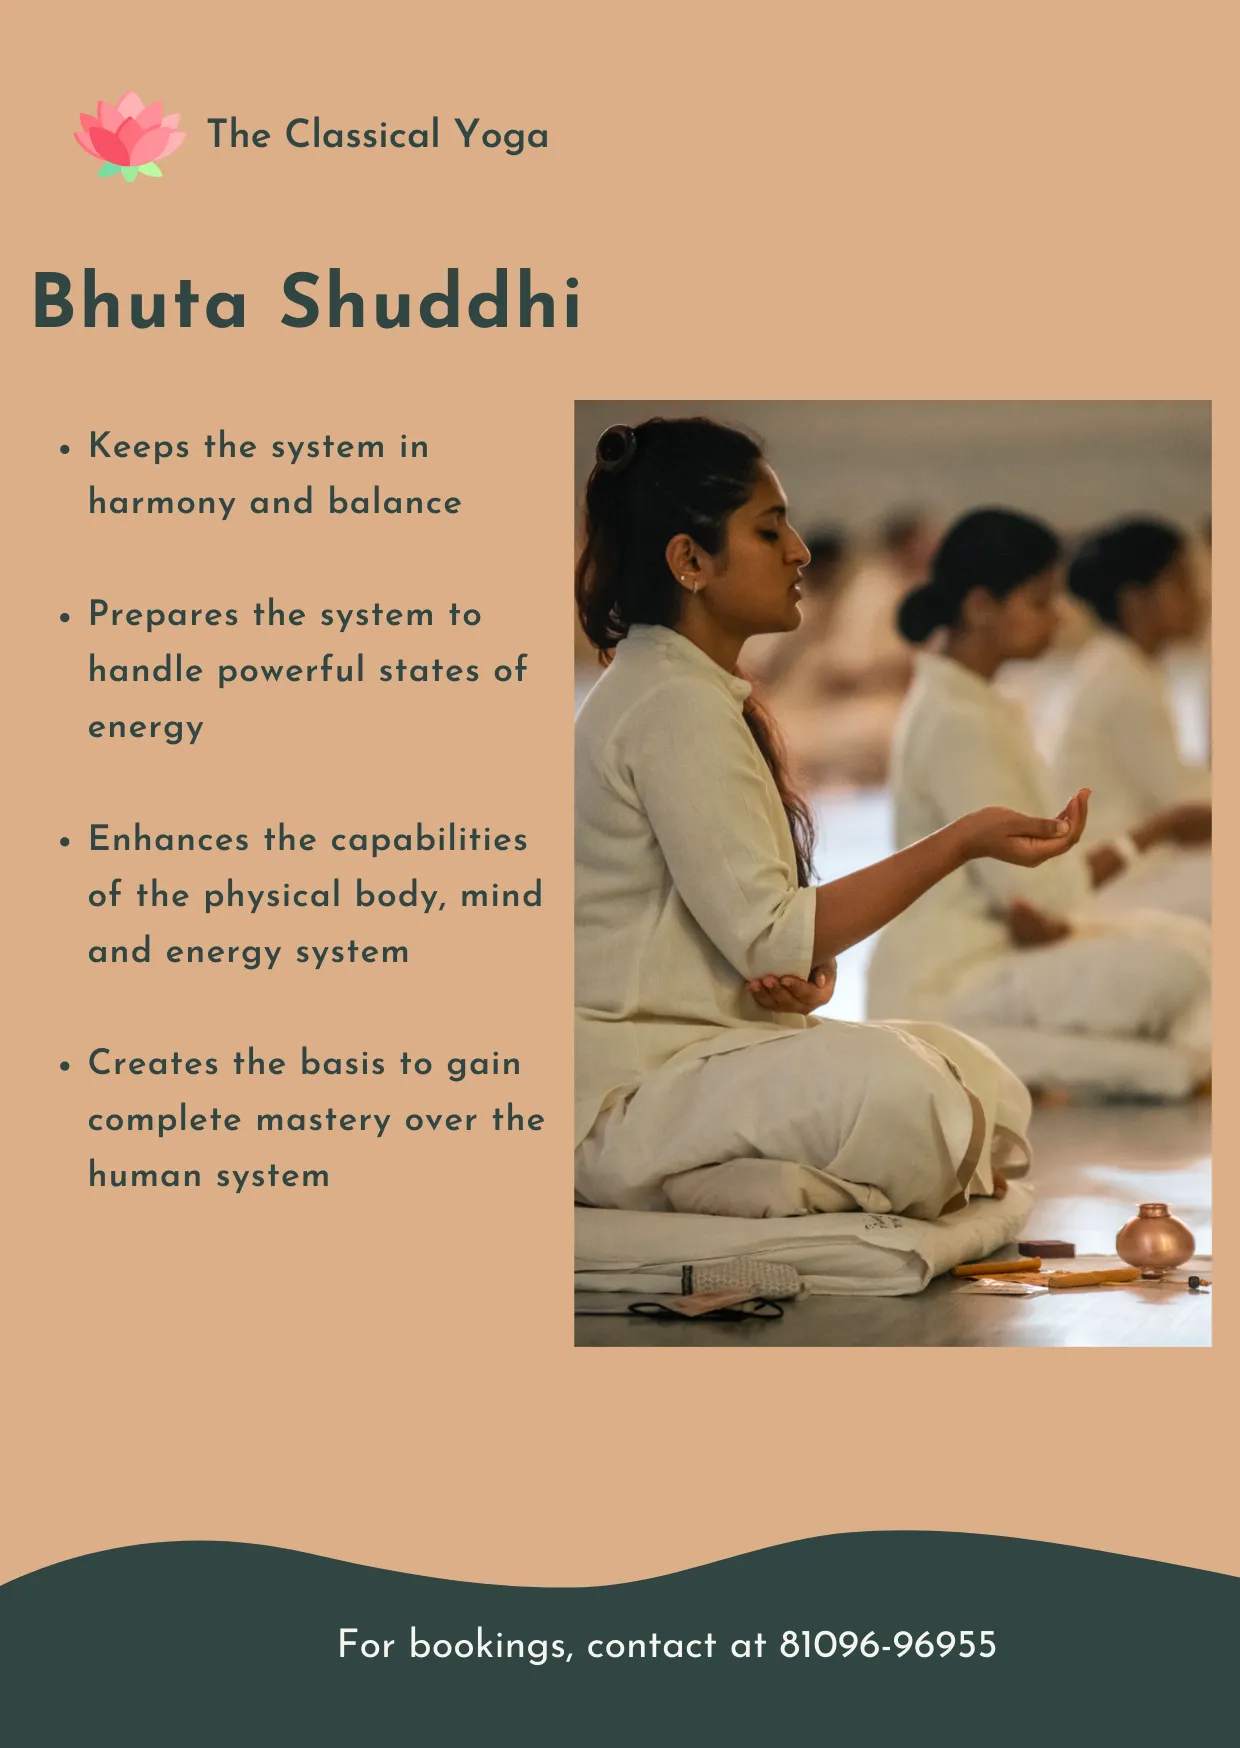 The Classical Yoga
Bhuta Shuddhi
• Keeps the system in
harmony and balance
• Prepares the system to
handle powerful states of
energy
• Enhances the capabilities
of the physical body, mind
and energy system
• Creates the basis to gain
complete mastery over the
human system
For bookings, contact at 81096-96955